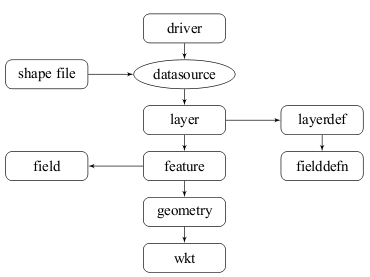 driver
shape file
datasource
layer
layerdef
field
feature
fielddefn
geometry
wkt